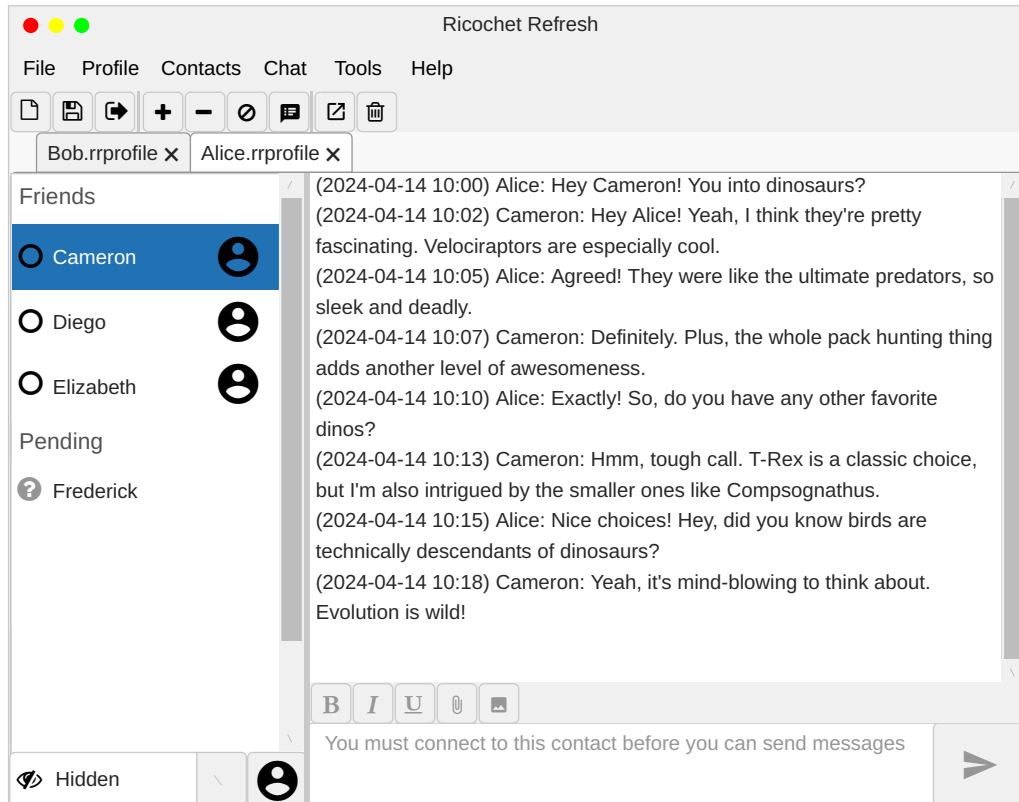 Ricochet Refresh
File Profile Contacts Chat Tools Help
Bob.rrprofile Alice.rrprofile
Friends
Cameron
Diego
Elizabeth
Pending
Frederick
Hidden
(2024-04-14 10:00) Alice: Hey Cameron! You into dinosaurs?
(2024-04-14 10:02) Cameron: Hey Alice! Yeah, I think they're pretty
fascinating. Velociraptors are especially cool.
(2024-04-14 10:05) Alice: Agreed! They were like the ultimate predators, so
sleek and deadly.
(2024-04-14 10:07) Cameron: Definitely. Plus, the whole pack hunting thing
adds another level of awesomeness.
(2024-04-14 10:10) Alice: Exactly! So, do you have any other favorite
dinos?
(2024-04-14 10:13) Cameron: Hmm, tough call. T-Rex is a classic choice,
but I'm also intrigued by the smaller ones like Compsognathus.
(2024-04-14 10:15) Alice: Nice choices! Hey, did you know birds are
technically descendants of dinosaurs?
(2024-04-14 10:18) Cameron: Yeah, it's mind-blowing to think about.
Evolution is wild!
B I U
You must connect to this contact before you can send messages